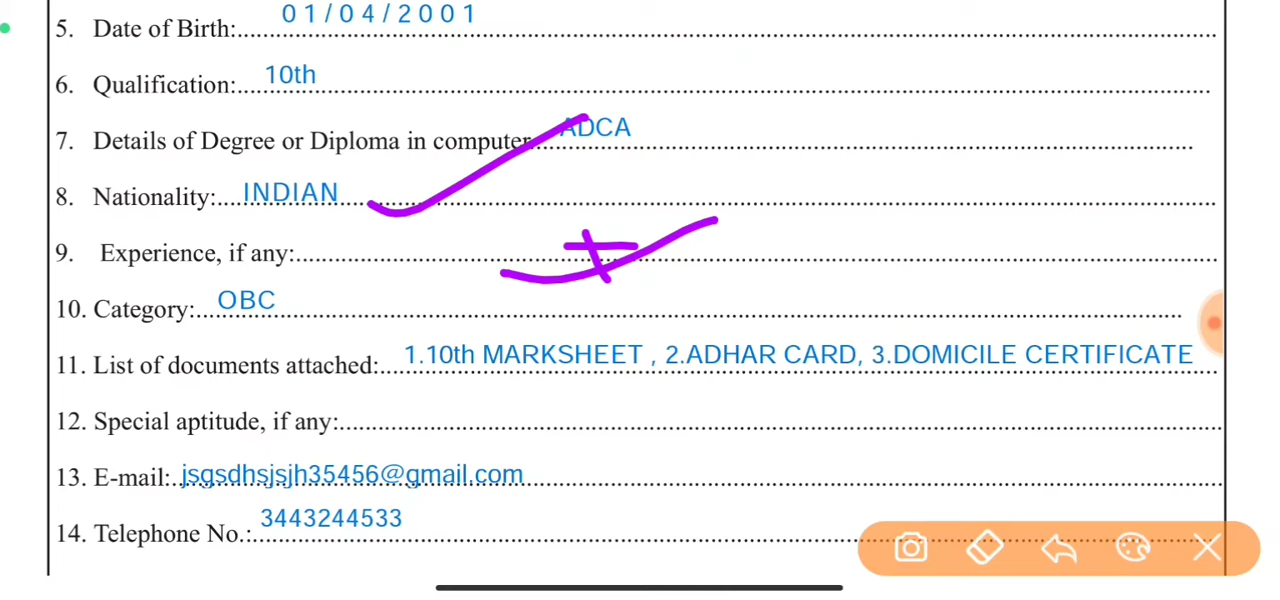 5. Date of Birth:.... 01/04/2001
6. Qualification:.... 10th
7. Details of Degree or Diploma in computer.... ADCA
8. Nationality:.... INDIAN
9. Experience, if any:....
10. Category:.... OBC
11. List of documents attached:.... 1.10th MARKSHEET , 2.ADHAR CARD, 3.DOMICILE CERTIFICATE
12. Special aptitude, if any:....
13. E-mail:.. jsgsdhsjsjh35456@gmail.com
14. Telephone No.:.... 3443244533